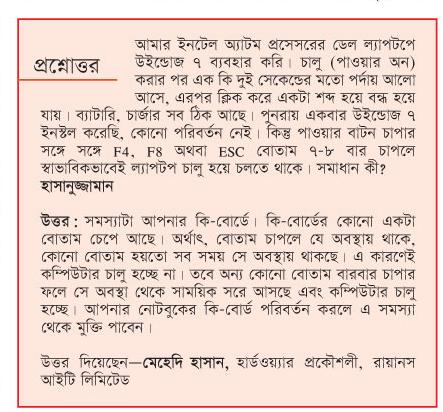 প্রশ্নোত্তর
আমার ইনটেল অ্যাটম প্রসেসরের ডেল ল্যাপটপে
উইন্ডোজ ৭ ব্যবহার করি। চালু (পাওয়ার অন)
করার পর এক কি দুই সেকেন্ডের মতো পর্দায় আলো
আসে, এরপর ক্লিক করে একটা শব্দ হয়ে বন্ধ হয়ে
যায়। ব্যাটারি, চার্জার সব ঠিক আছে। পুনরায় একবার উইন্ডোজ ৭
ইনস্টল করেছি, কোনো পরিবর্তন নেই। কিন্তু পাওয়ার বাটন চাপার
সঙ্গে সঙ্গে F4, F8 অথবা ESC বোতাম ৭-৮ বার চাপলে
স্বাভাবিকভাবেই ল্যাপটপ চালু হয়ে চলতে থাকে। সমাধান কী?
হাসানুজ্জামান
উত্তর : সমস্যাটা আপনার কি-বোর্ডে। কি-বোর্ডের কোনো একটা
বোতাম চেপে আছে। অর্থাৎ, বোতাম চাপলে যে অবস্থায় থাকে,
কোনো বোতাম হয়তো সব সময় সে অবস্থায় থাকছে। এ কারণেই
কম্পিউটার চালু হচ্ছে না। তবে অন্য কোনো বোতাম বারবার চাপার
ফলে সে অবস্থা থেকে সাময়িক সরে আসছে এবং কম্পিউটার চালু
হচ্ছে। আপনার নোটবুকের কি-বোর্ড পরিবর্তন করলে এ সমস্যা
থেকে মুক্তি পাবেন।
উত্তর দিয়েছেন—মেহেদি হাসান, হার্ডওয়্যার প্রকৌশলী, রায়ানস
আইটি লিমিটেড